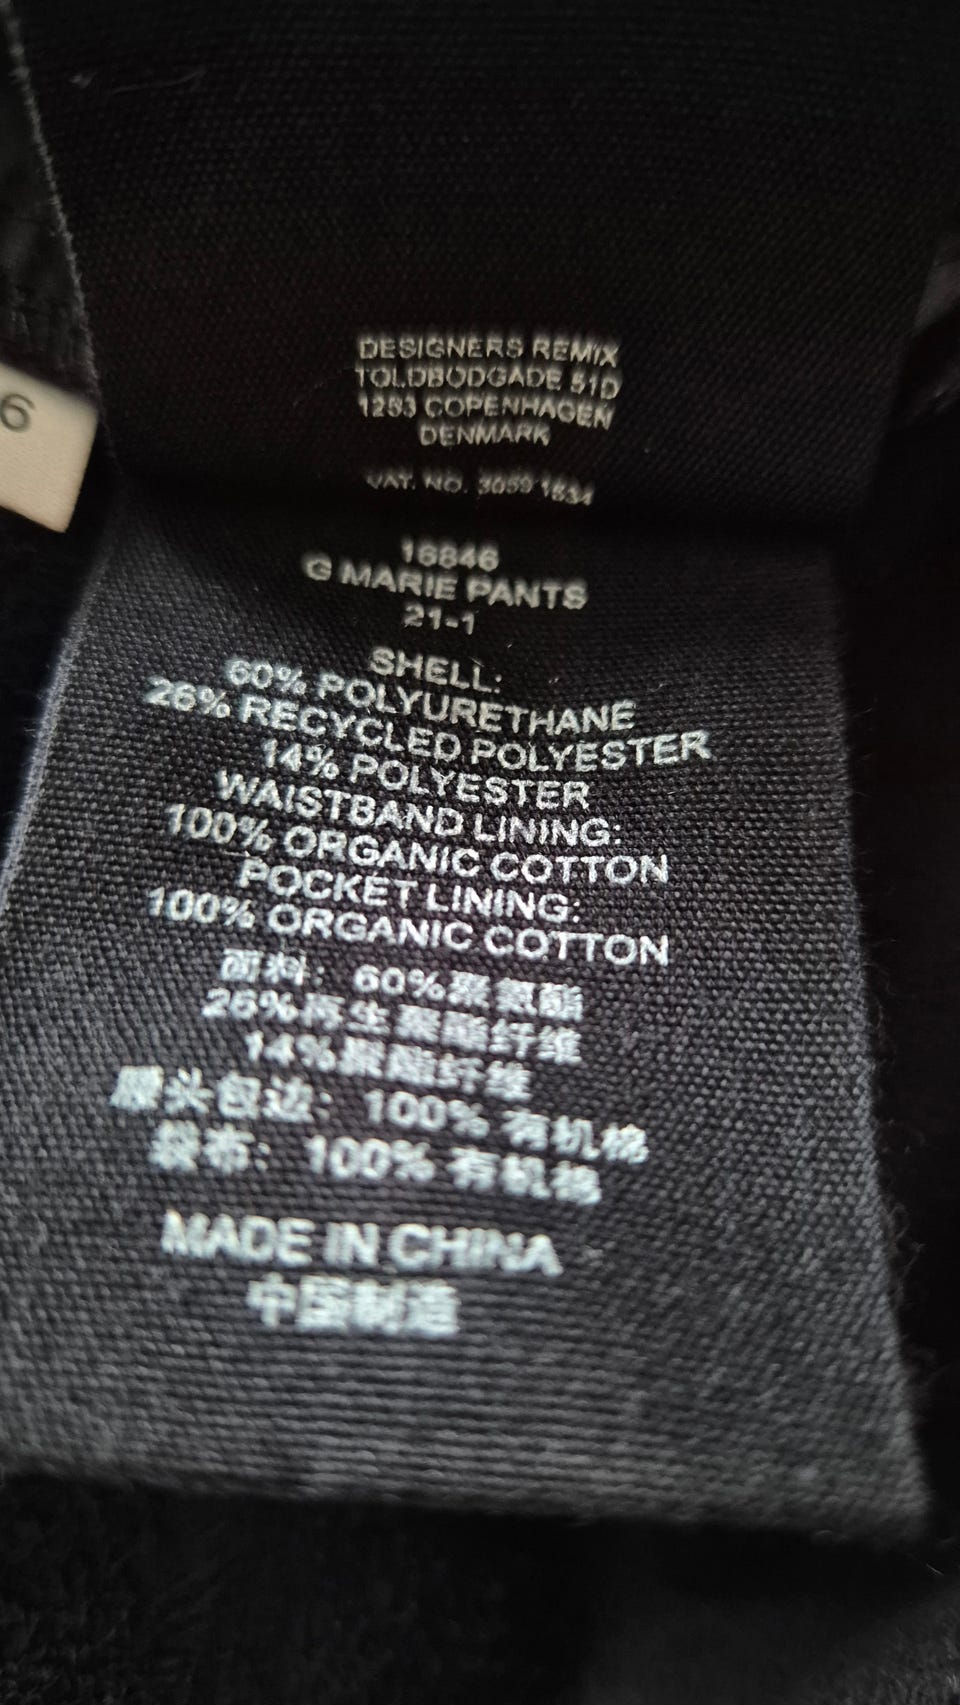 DESIGNERS REMIX
TOLDBODGADE 51D
1253 COPENHAGEN
DENMARK
VAT. NO. 3059 1634
6
16846
G MARIE PANTS
21-1
SHELL:
60% POLYURETHANE
26% RECYCLED POLYESTER
14% POLYESTER
WAISTBAND LINING:
100% ORGANIC COTTON
POCKET LINING:
100% ORGANIC COTTON
面料: 60%聚氨酯
26%再生聚酯纤维
14%聚酯纤维
腰头包边: 100% 有机棉
袋布: 100% 有机棉
MADE IN CHINA
中国制造